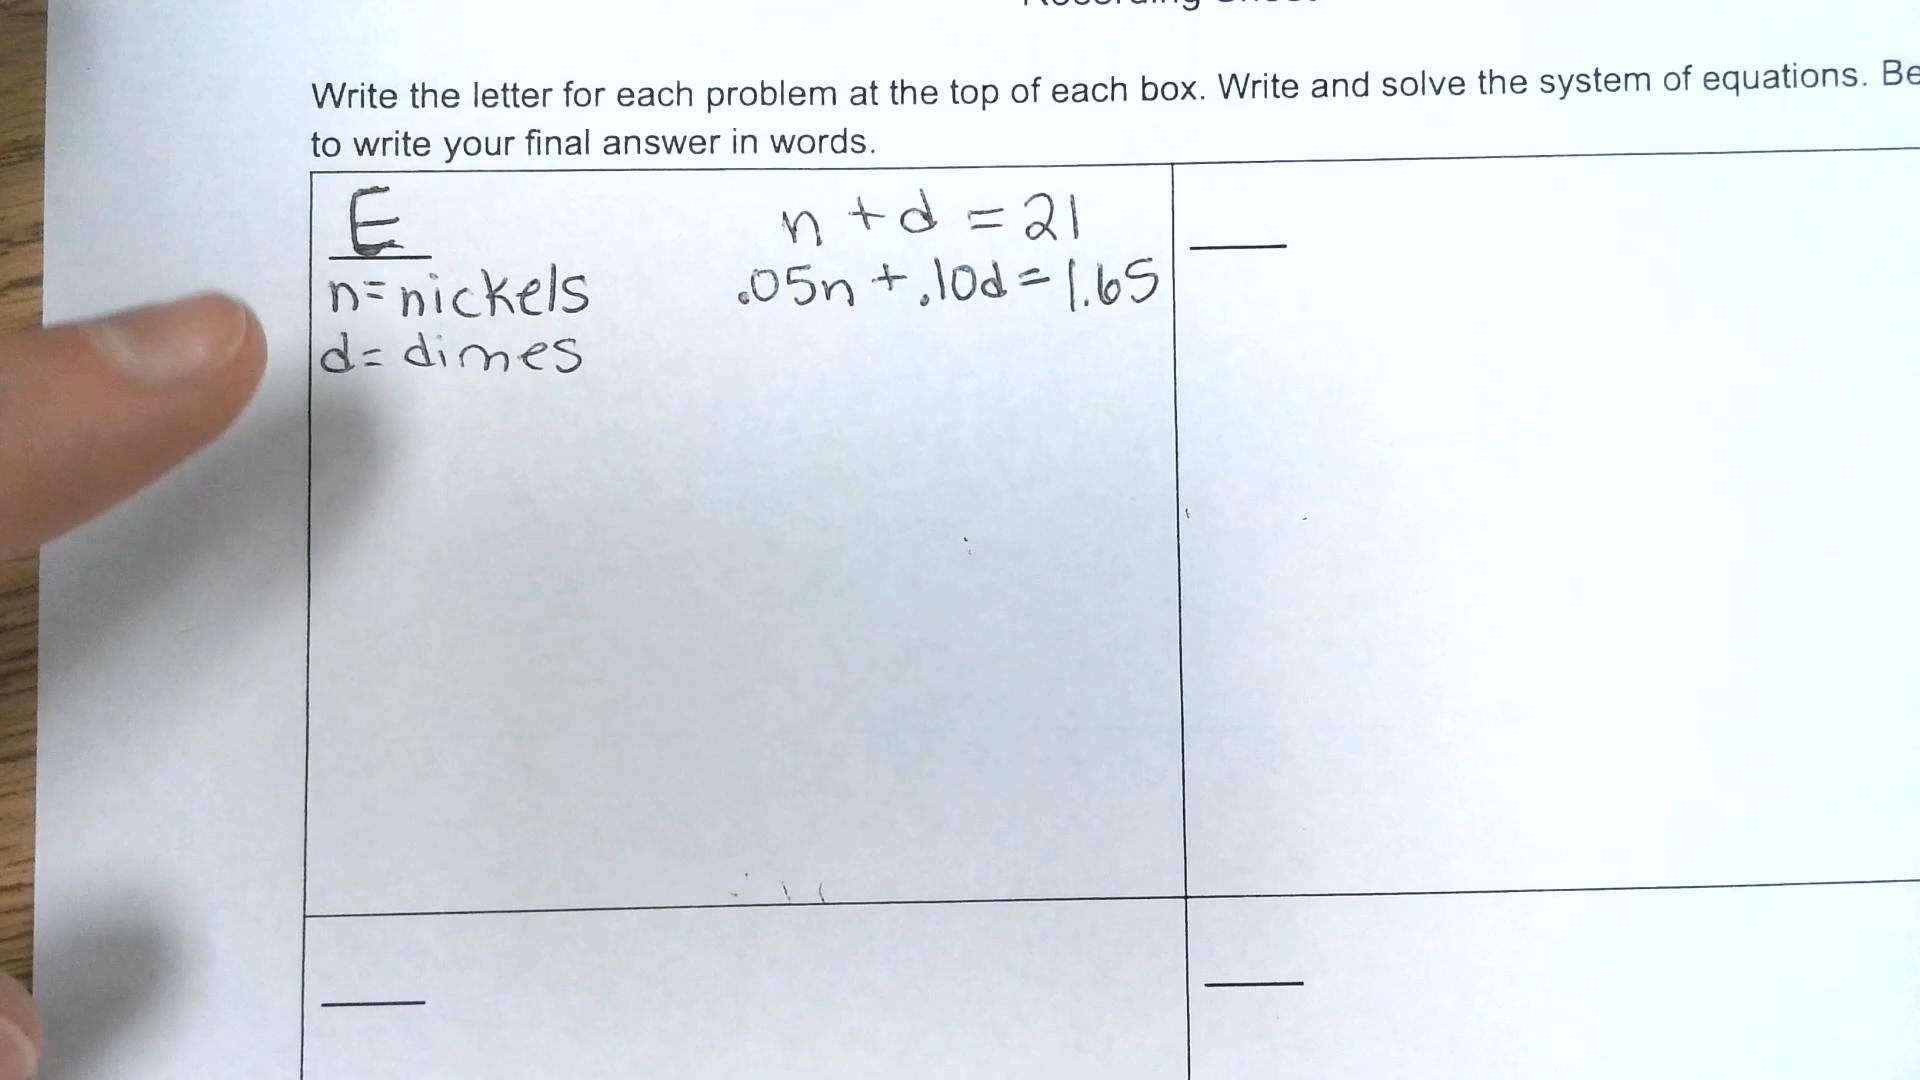 Write the letter for each problem at the top of each box. Write and solve the system of equations.
to write your final answer in words.
E
n=nickels
d=dimes
n+d=21
.05n+.10d=1.65